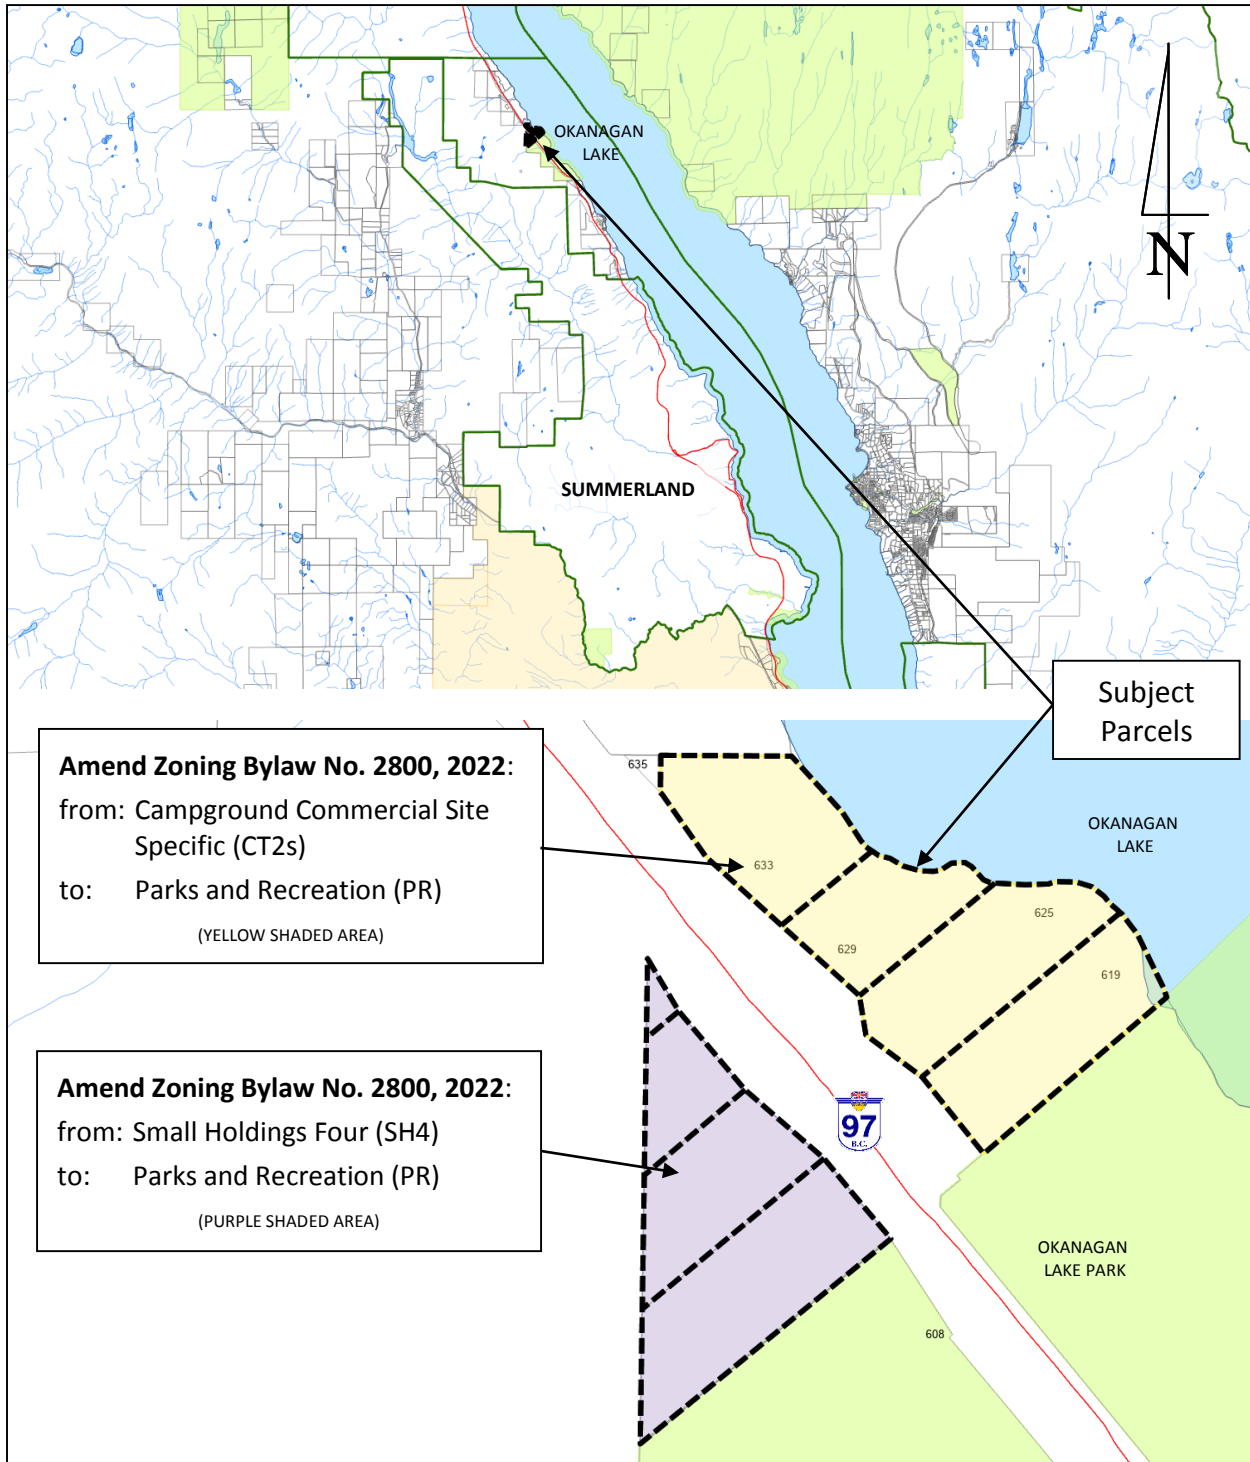 OKANAGAN
LAKE
N
SUMMERLAND
Subject
Parcels
Amend Zoning Bylaw No. 2800, 2022:
from: Campground Commercial Site
Specific (CT2s)
to: Parks and Recreation (PR)
(YELLOW SHADED AREA)
635
OKANAGAN
LAKE
633
625
629
619
Amend Zoning Bylaw No. 2800, 2022:
from: Small Holdings Four (SH4)
to: Parks and Recreation (PR)
(PURPLE SHADED AREA)
97
B.C.
OKANAGAN
LAKE PARK
608